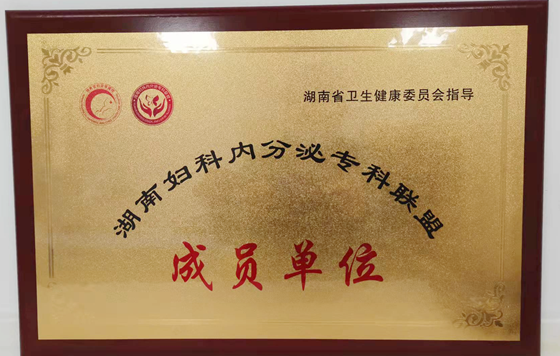 湖南省卫生健康委员会指导
湖南妇科内分泌专科联盟
成员单位